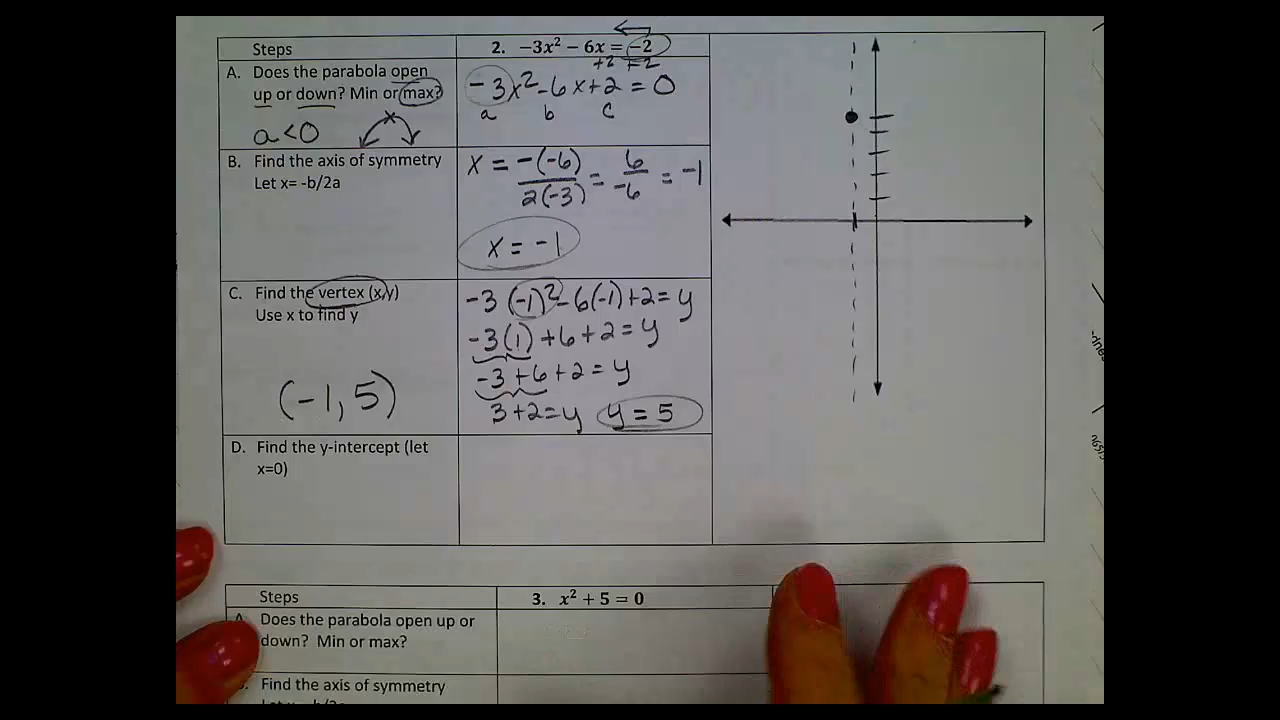 Steps
2. −3x² − 6x = −2
+2 +2
A. Does the parabola open
up or down? Min or max?
a<0
-3x²-6x+2=0
a b c
B. Find the axis of symmetry
Let x= -b/2a
x = -(-6)/2(-3) = 6/-6 = -1
x = -1
C. Find the vertex (x,y)
Use x to find y
(-1,5)
-3(-1)²-6(-1)+2=y
-3(1)+6+2=y
-3+6+2=y
3+2=y y=5
D. Find the y-intercept (let
x=0)
Steps
3. x² + 5 = 0
A. Does the parabola open up or
down? Min or max?
Find the axis of symmetry